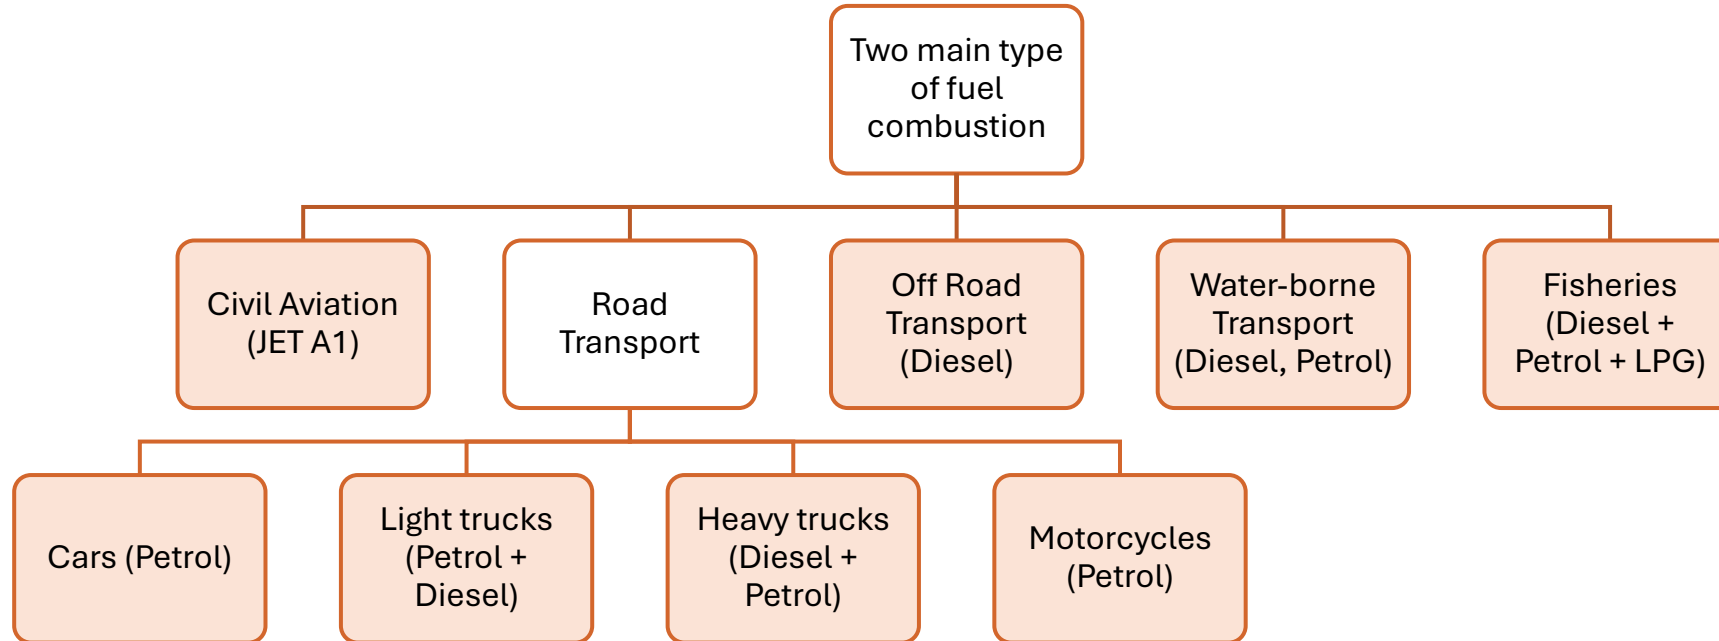 Two main type
of fuel
combustion
Civil Aviation
(JET A1)
Road
Transport
Off Road
Transport
(Diesel)
Water-borne
Transport
(Diesel, Petrol)
Fisheries
(Diesel +
Petrol + LPG)
Cars (Petrol)
Light trucks
(Petrol +
Diesel)
Heavy trucks
(Diesel +
Petrol)
Motorcycles
(Petrol)